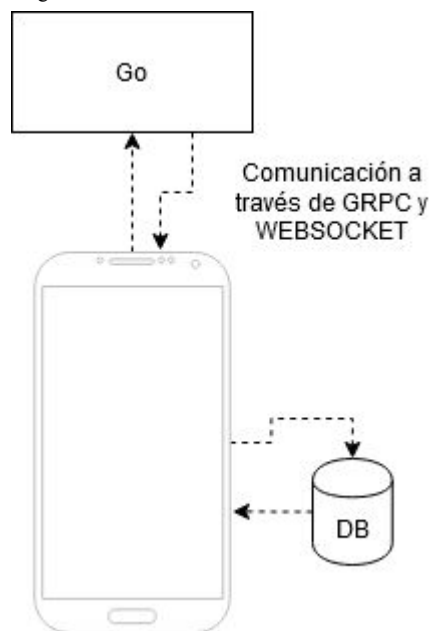 Go
Comunicación a
través de GRPC y
WEBSOCKET
DB